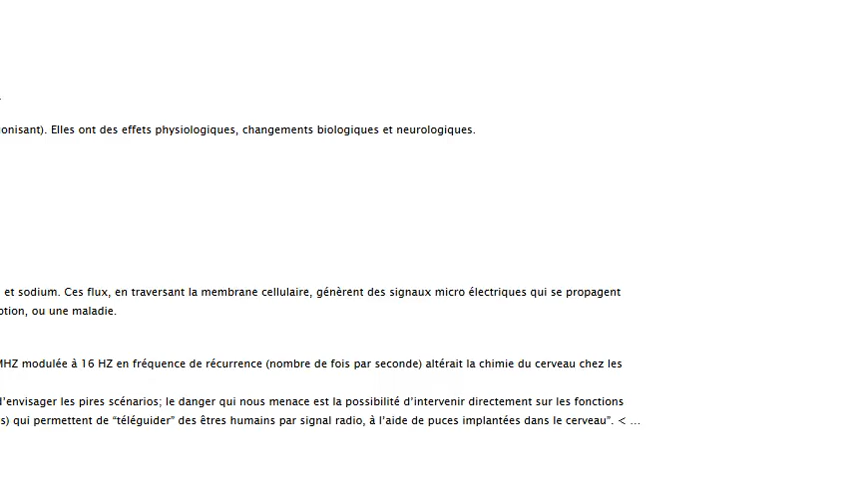 onisant). Elles ont des effets physiologiques, changements biologiques et neurologiques.
et sodium. Ces flux, en traversant la membrane cellulaire, génèrent des signaux micro électriques qui se propagent
ption, ou une maladie.
MHZ modulée à 16 HZ en fréquence de récurrence (nombre de fois par seconde) altérait la chimie du cerveau chez les
d’envisager les pires scénarios; le danger qui nous menace est la possibilité d’intervenir directement sur les fonctions
s) qui permettent de “téléguider” des êtres humains par signal radio, à l’aide de puces implantées dans le cerveau”. < ...